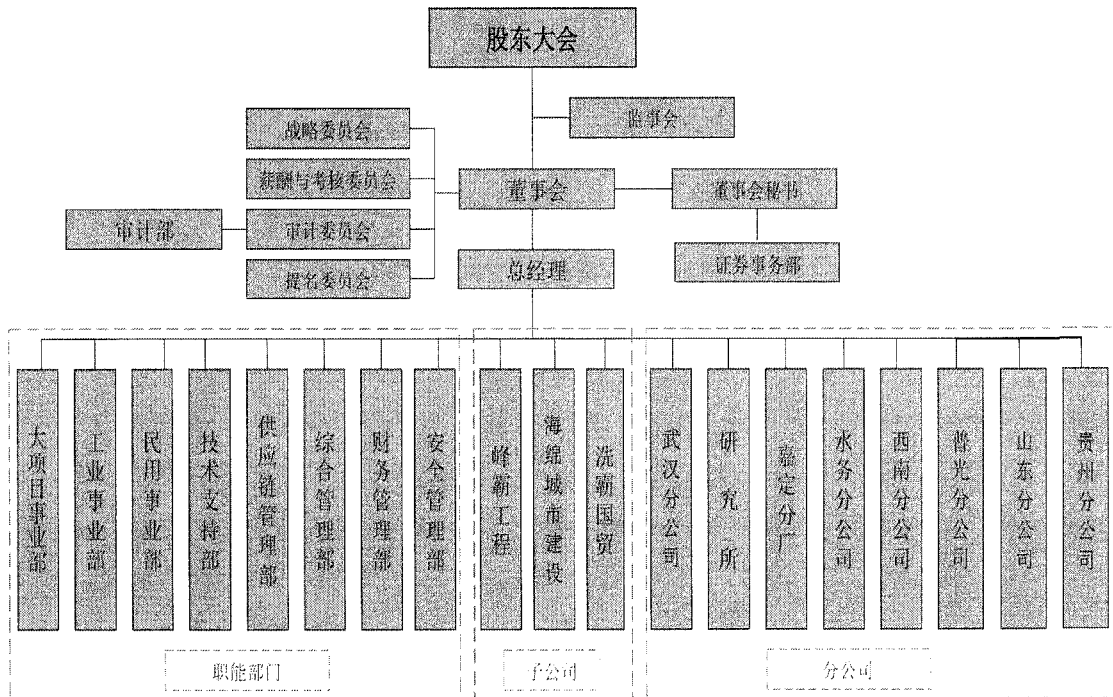 股东大会
监事会
战略委员会
薪酬与考核委员会
董事会
董事会秘书
审计部
审计委员会
提名委员会
总经理
证券事务部
大项目事业部
工业事业部
民用事业部
技术支持部
供应链管理部
综合管理部
财务管理部
安全管理部
峰霸工程
海绵城市建设
洗霸国贸
武汉分公司
研究所
嘉定分厂
水务分公司
西南分公司
普光分公司
山东分公司
贵州分公司
职能部门
子公司
分公司